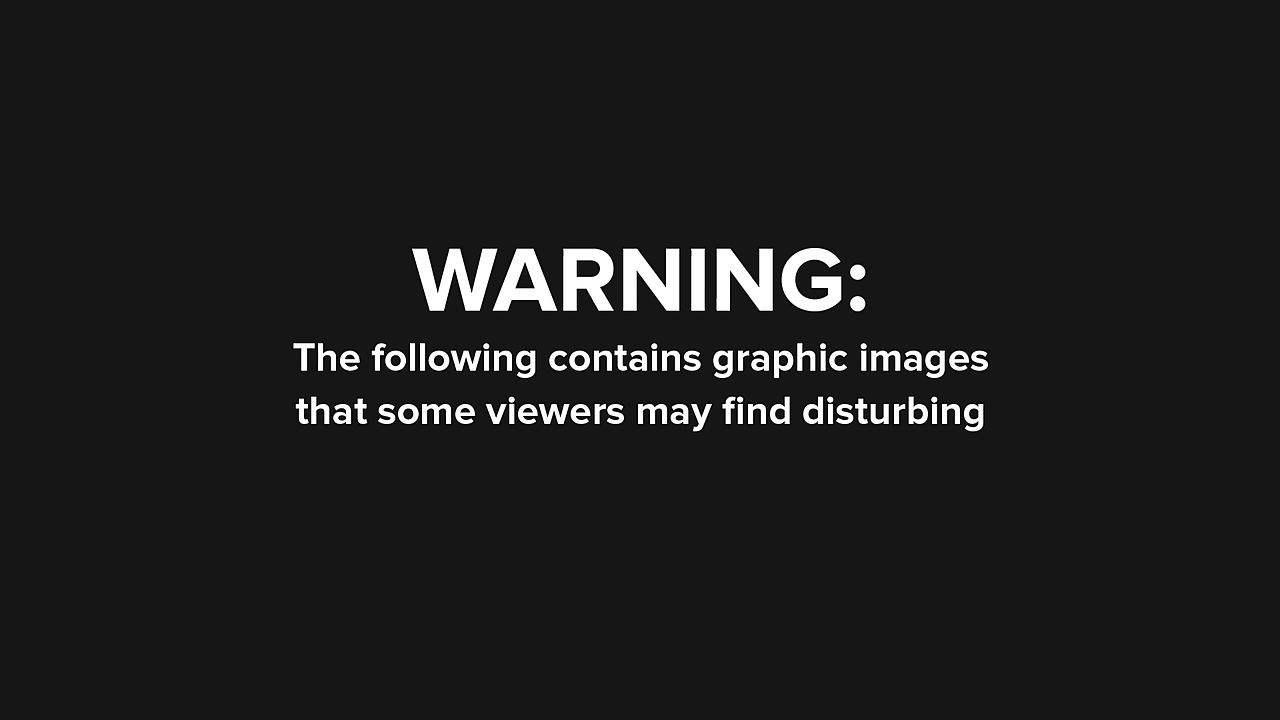 WARNING:
The following contains graphic images
that some viewers may find disturbing